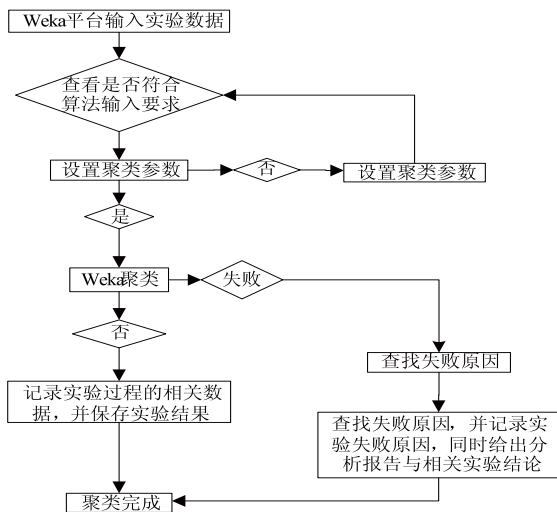 Weka平台输入实验数据
查看是否符合
算法输入要求
设置聚类参数
否
设置聚类参数
是
Weka聚类
失败
否
查找失败原因
记录实验过程的相关数
据,并保存实验结果
查找失败原因,并记录实
验失败原因,同时给出分
析报告与相关实验结论
聚类完成